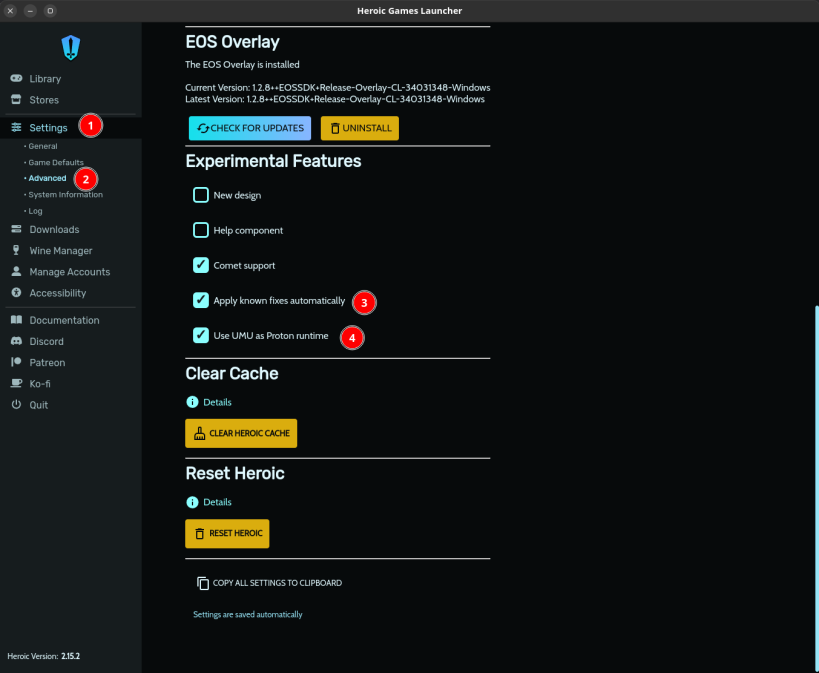 Heroic Games Launcher
Library
Stores
Settings
1
General
Game Defaults
Advanced
2
System Information
Log
Downloads
Wine Manager
Manage Accounts
Accessibility
Documentation
Discord
Patreon
Ko-fi
Quit
Heroic Version: 2.15.2
EOS Overlay
The EOS Overlay is installed
Current Version: 1.2.8++EOSSDK+Release-Overlay-CL-34031348-Windows
Latest Version: 1.2.8++EOSSDK+Release-Overlay-CL-34031348-Windows
CHECK FOR UPDATES
UNINSTALL
Experimental Features
New design
Help component
Comet support
Apply known fixes automatically
3
Use UMU as Proton runtime
4
Clear Cache
Details
CLEAR HEROIC CACHE
Reset Heroic
Details
RESET HEROIC
COPY ALL SETTINGS TO CLIPBOARD
Settings are saved automatically